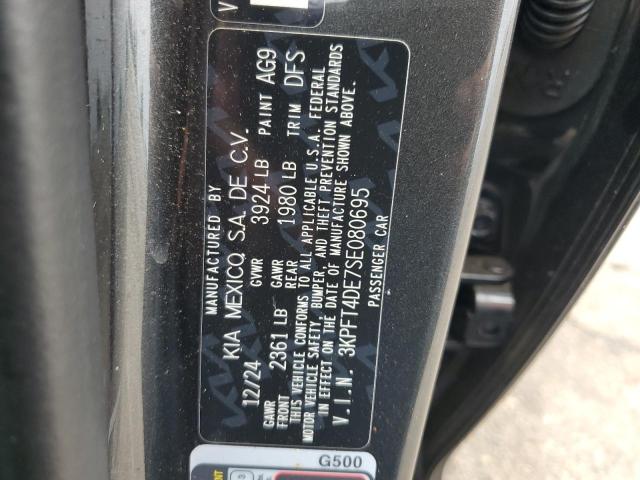 MANUFACTURED BY
KIA MEXICO, S.A. DE C.V.
12/24 GVWR 3924 LB PAINT AG9
GAWR FRONT 2361 LB GAWR REAR 1980 LB TRIM DFS
THIS VEHICLE CONFORMS TO ALL APPLICABLE U.S.A. FEDERAL
MOTOR VEHICLE SAFETY, BUMPER, AND THEFT PREVENTION STANDARDS
IN EFFECT ON THE DATE OF MANUFACTURE SHOWN ABOVE.
V.I.N. 3KPFT4DE7SE080695
PASSENGER CAR
G500